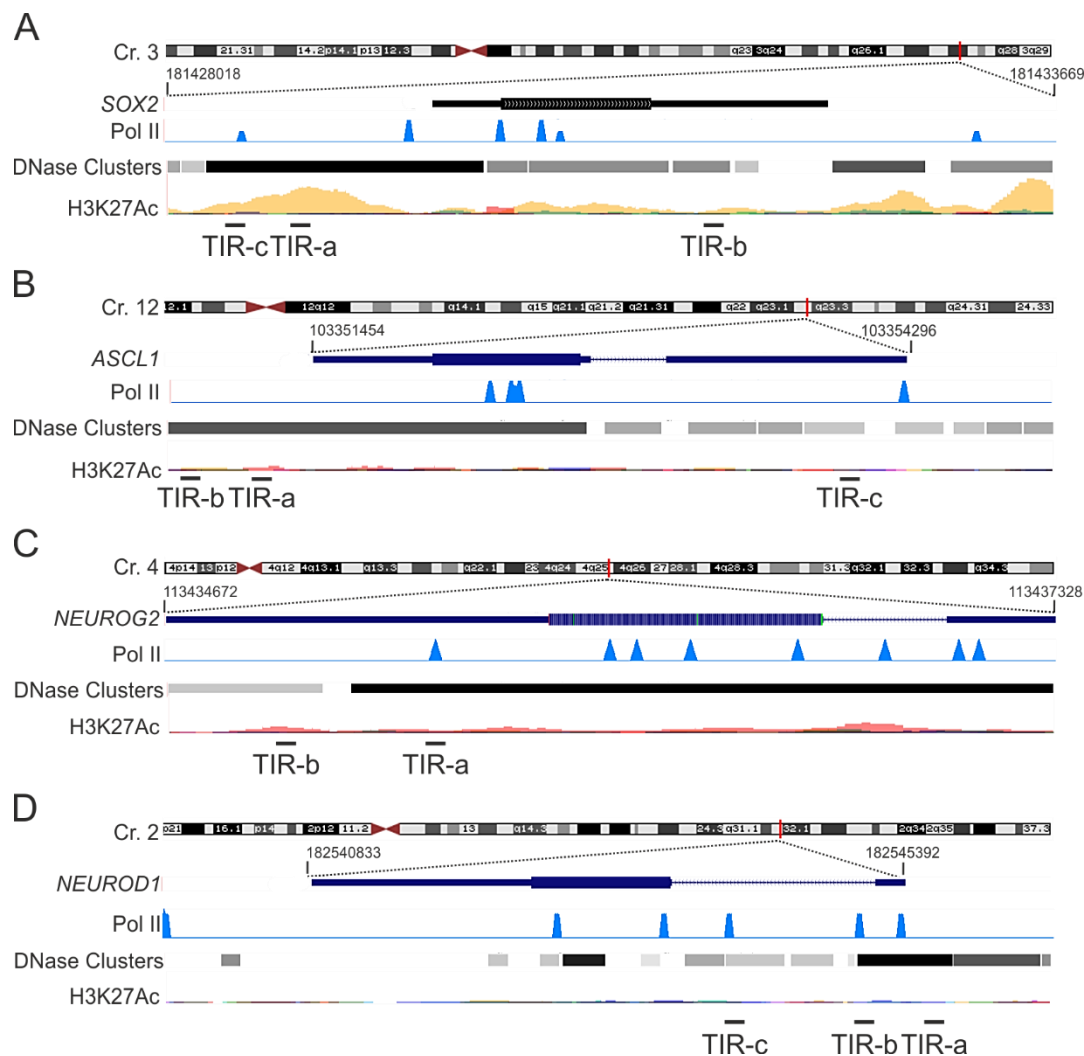 A
Cr. 3
21.31 14.2 p14.1 p13 12.3 q23 3q24 q26.1 q28 3q29
181428018 181433669
SOX2
Pol II
DNase Clusters
H3K27Ac
TIR-c TIR-a TIR-b
B
Cr. 12
2.1 12q12 q14.1 q15 q21.1 q21.2 q21.31 q22 q23.1 q23.3 q24.31 24.33
103351454 103354296
ASCL1
Pol II
DNase Clusters
H3K27Ac
TIR-b TIR-a TIR-c
C
Cr. 4
4p14 13 p12 4q12 4q13.1 q13.3 q22.1 23 4q24 4q25 4q26 27 28.1 4q28.3 31.3 q32.1 32.3 q34.3
113434672 113437328
NEUROG2
Pol II
DNase Clusters
H3K27Ac
TIR-b TIR-a
D
Cr. 2
p21 16.1 p14 2p12 11.2 13 q14.3 24.3 q31.1 32.1 2q34 2q35 37.3
182540833 182545392
NEUROD1
Pol II
DNase Clusters
H3K27Ac
TIR-c TIR-b TIR-a